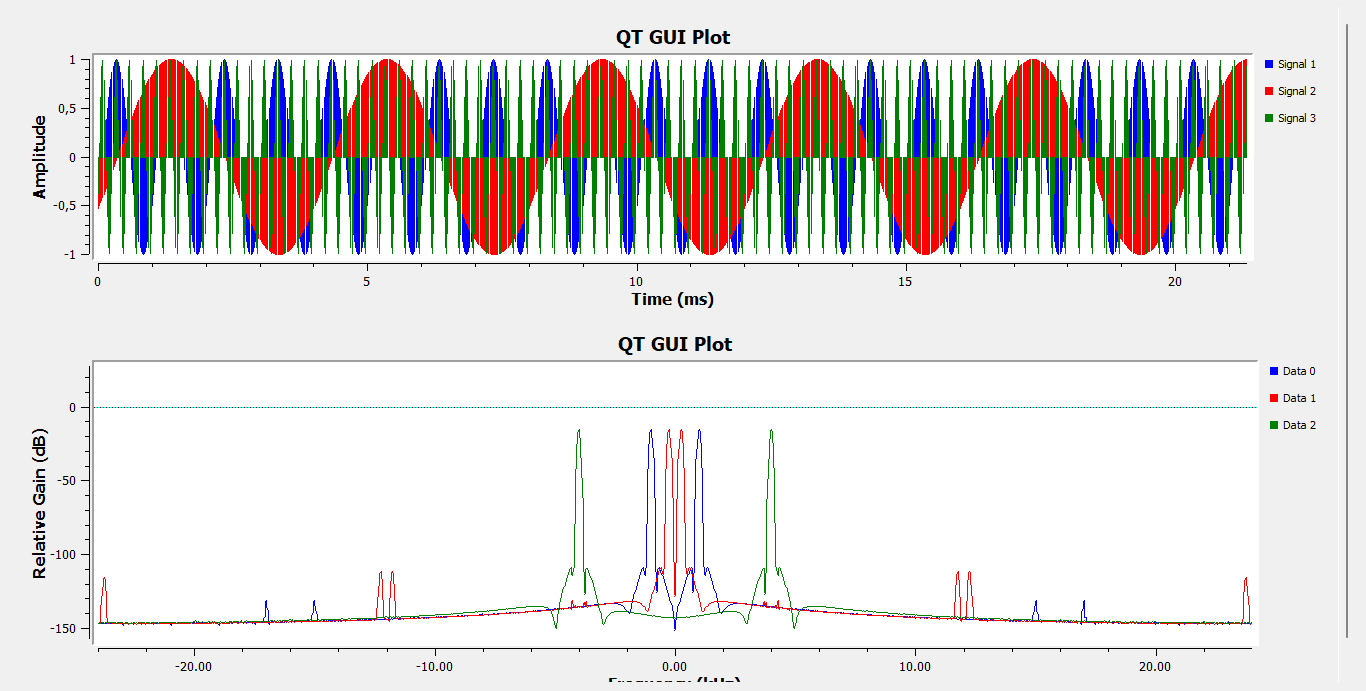 QT GUI Plot
Amplitude
1
0,5
0
-0,5
-1
0
5
10
15
20
Time (ms)
Signal 1
Signal 2
Signal 3
QT GUI Plot
Relative Gain (dB)
0
-50
-100
-150
-20.00
-10.00
0.00
10.00
20.00
Frequency (kHz)
Data 0
Data 1
Data 2